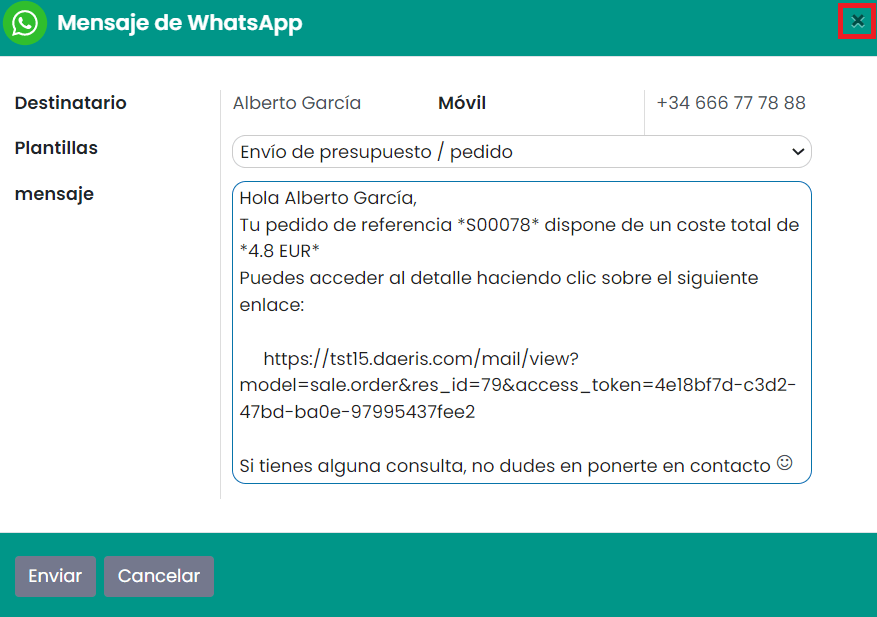 Mensaje de WhatsApp
Destinatario Alberto García Móvil +34 666 77 78 88
Plantillas Envío de presupuesto / pedido
mensaje
Hola Alberto García,
Tu pedido de referencia *S00078* dispone de un coste total de
*4.8 EUR*
Puedes acceder al detalle haciendo clic sobre el siguiente
enlace:
https://tst15.daeris.com/mail/view?
model=sale.order&res_id=79&access_token=4e18bf7d-c3d2-
47bd-ba0e-97995437fee2
Si tienes alguna consulta, no dudes en ponerte en contacto ☺
Enviar Cancelar